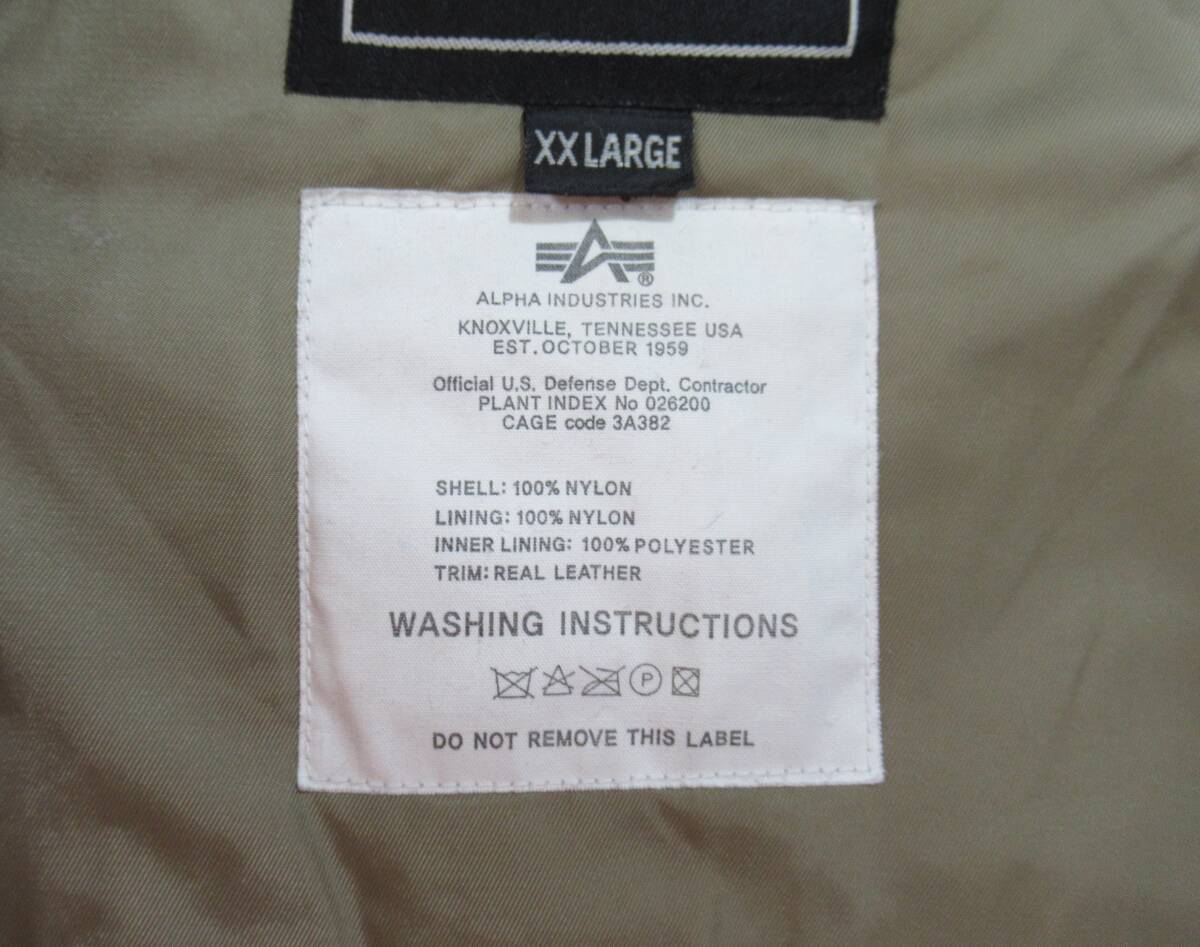 XXLARGE
®
ALPHA INDUSTRIES INC.
KNOXVILLE, TENNESSEE USA
EST. OCTOBER 1959
Official U.S. Defense Dept. Contractor
PLANT INDEX No 026200
CAGE code 3A382
SHELL: 100% NYLON
LINING: 100% NYLON
INNER LINING: 100% POLYESTER
TRIM: REAL LEATHER
WASHING INSTRUCTIONS
P
DO NOT REMOVE THIS LABEL